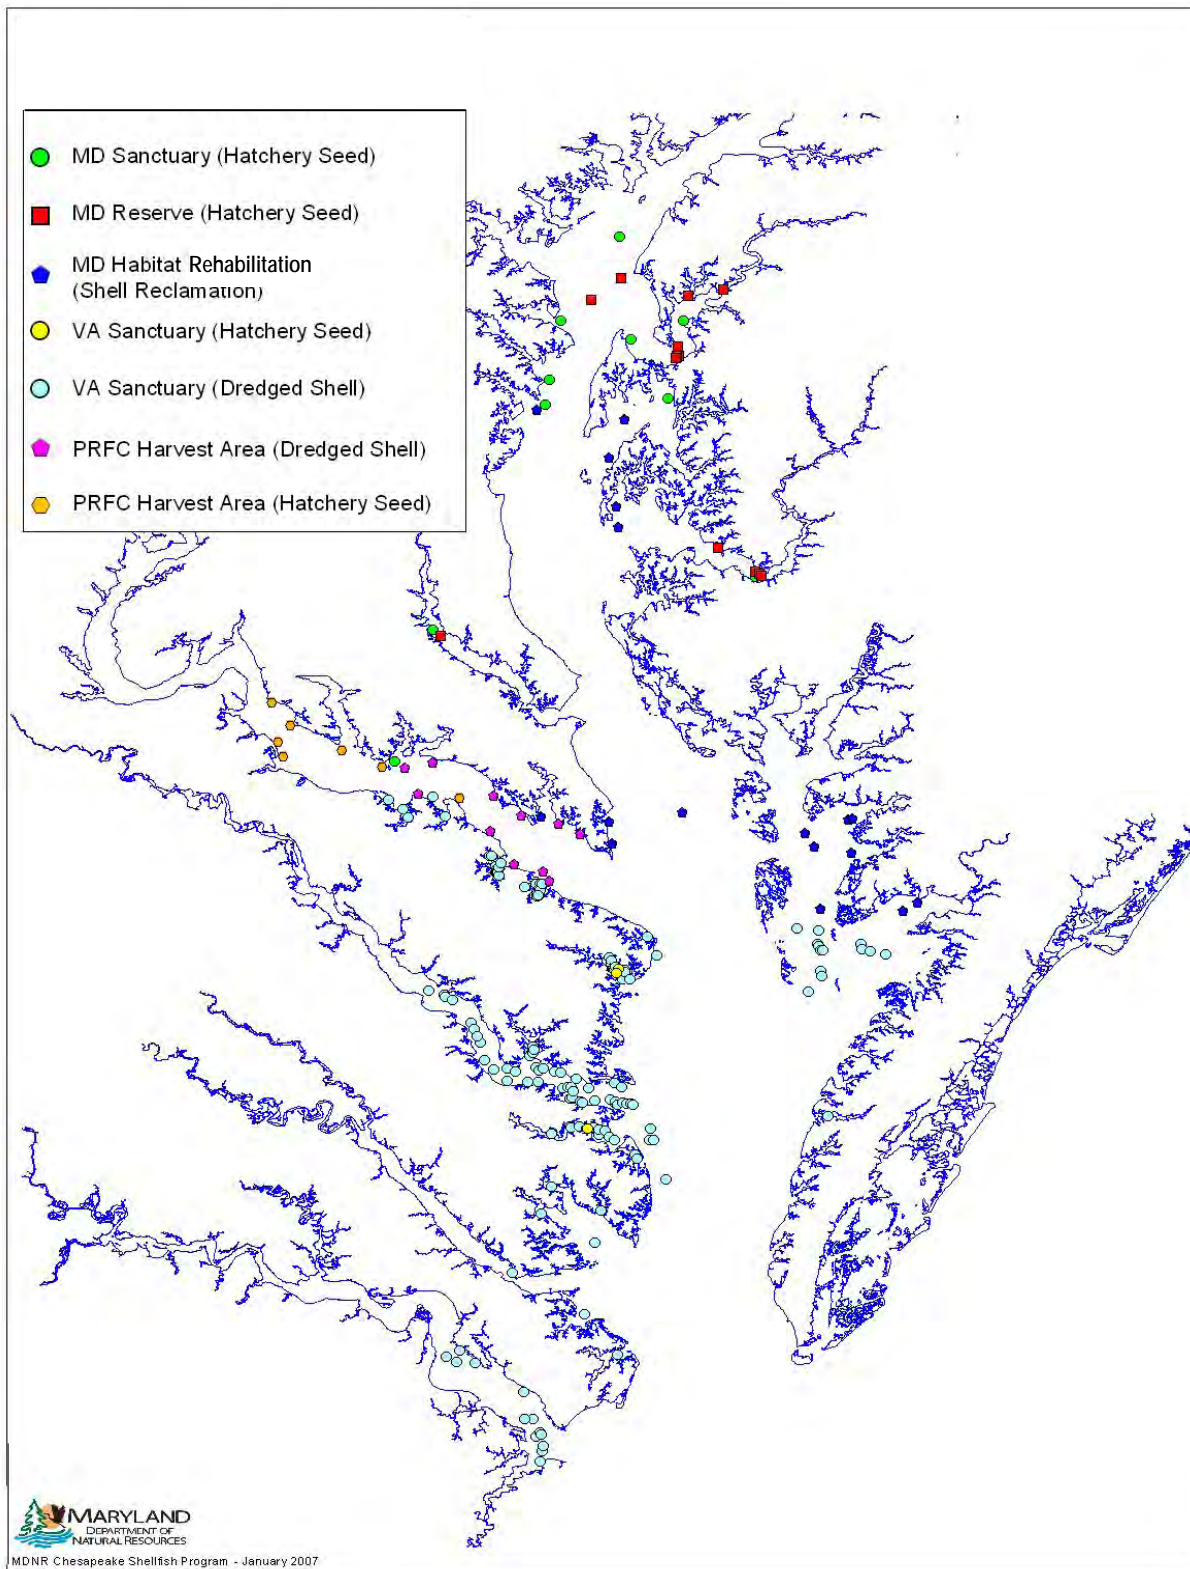 MD Sanctuary (Hatchery Seed)
MD Reserve (Hatchery Seed)
MD Habitat Rehabilitation
(Shell Reclamation)
VA Sanctuary (Hatchery Seed)
VA Sanctuary (Dredged Shell)
PRFC Harvest Area (Dredged Shell)
PRFC Harvest Area (Hatchery Seed)
MARYLAND
DEPARTMENT OF
NATURAL RESOURCES
MDNR Chesapeake Shellfish Program - January 2007